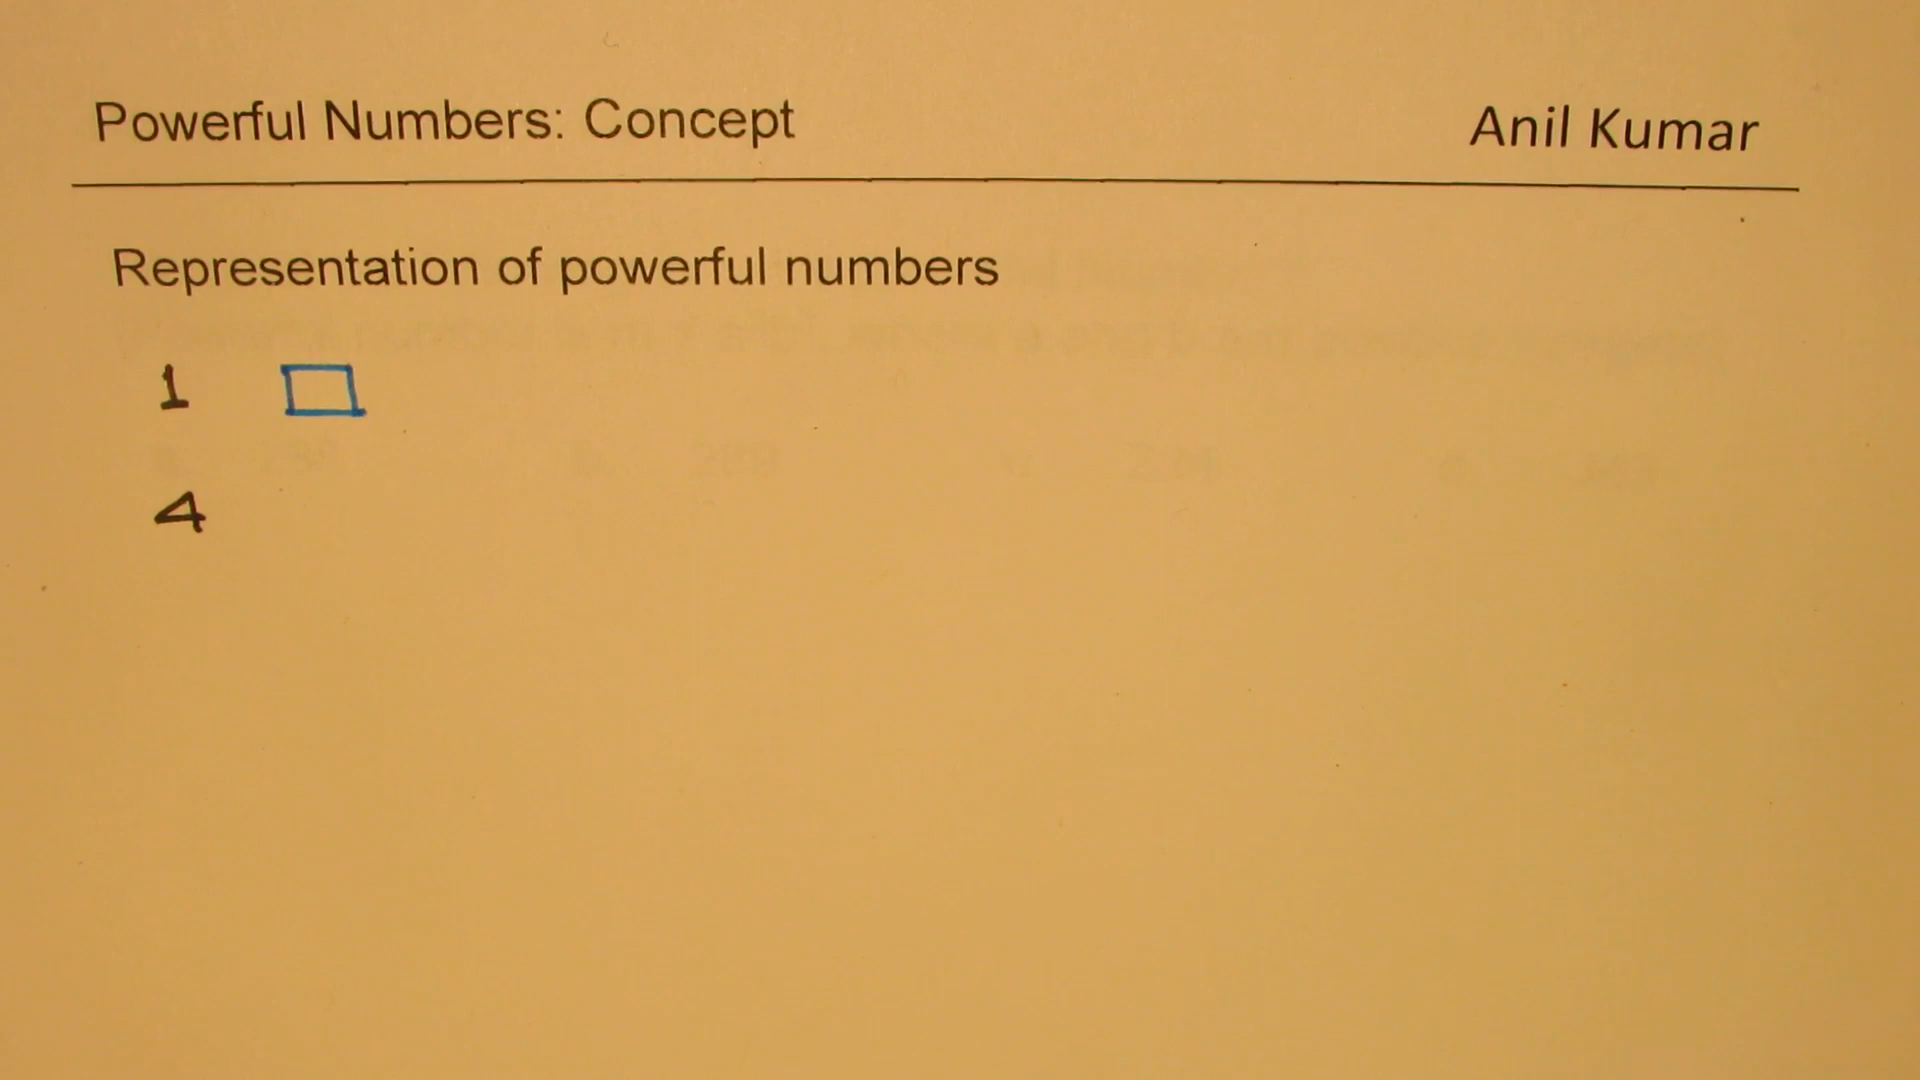 Powerful Numbers: Concept Anil Kumar
Representation of powerful numbers
1
4